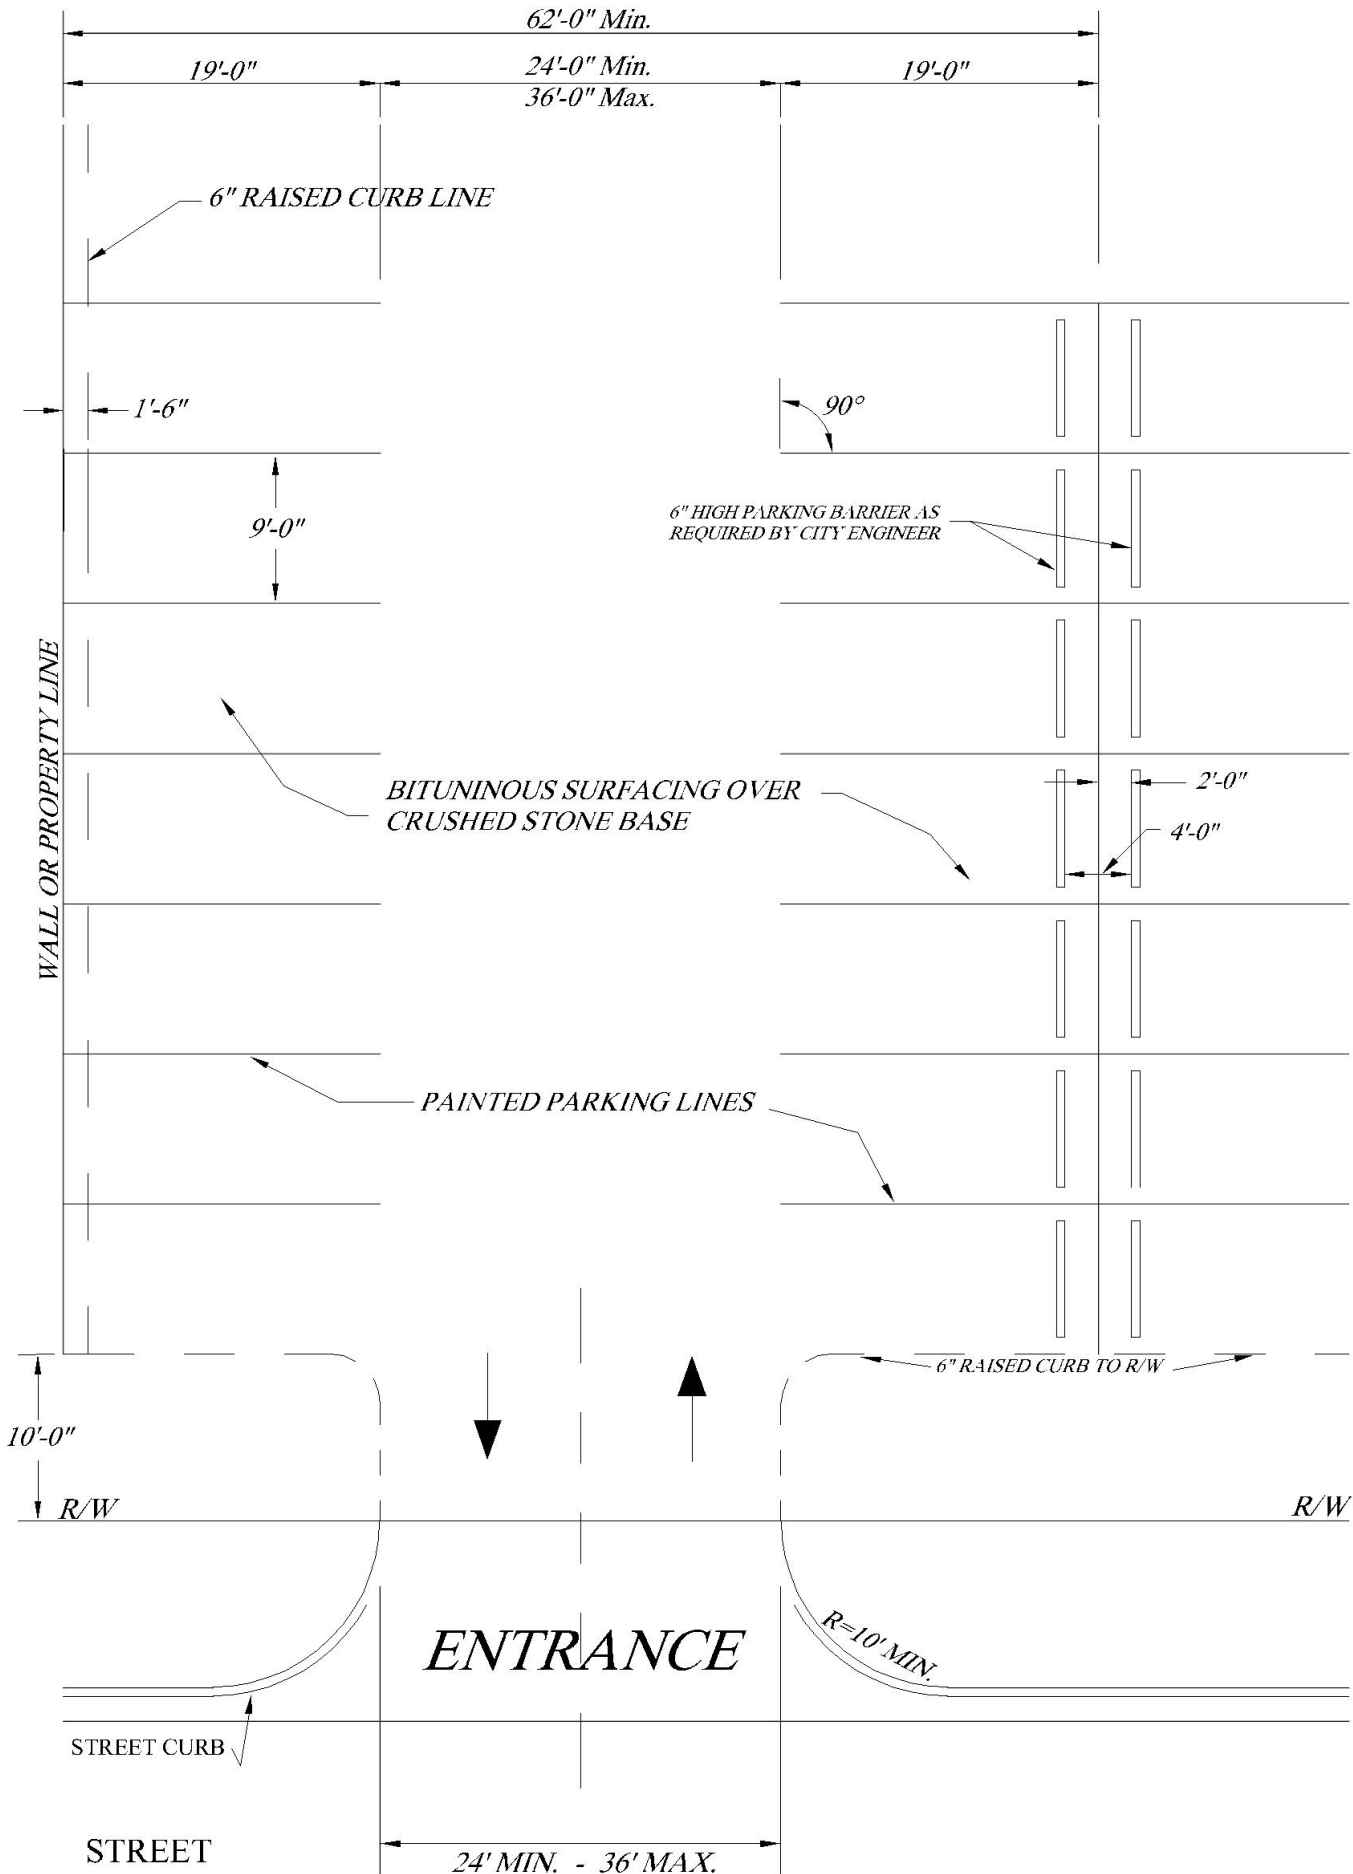 62'-0" Min.
19'-0"
24'-0" Min.
19'-0"
36'-0" Max.
6" RAISED CURB LINE
1'-6"
90°
9'-0"
6" HIGH PARKING BARRIER AS
REQUIRED BY CITY ENGINEER
WALL OR PROPERTY LINE
BITUNINOUS SURFACING OVER
CRUSHED STONE BASE
2'-0"
4'-0"
PAINTED PARKING LINES
6" RAISED CURB TO R/W
10'-0"
R/W
R/W
ENTRANCE
R=10' MIN.
STREET CURB
STREET
24' MIN. - 36' MAX.